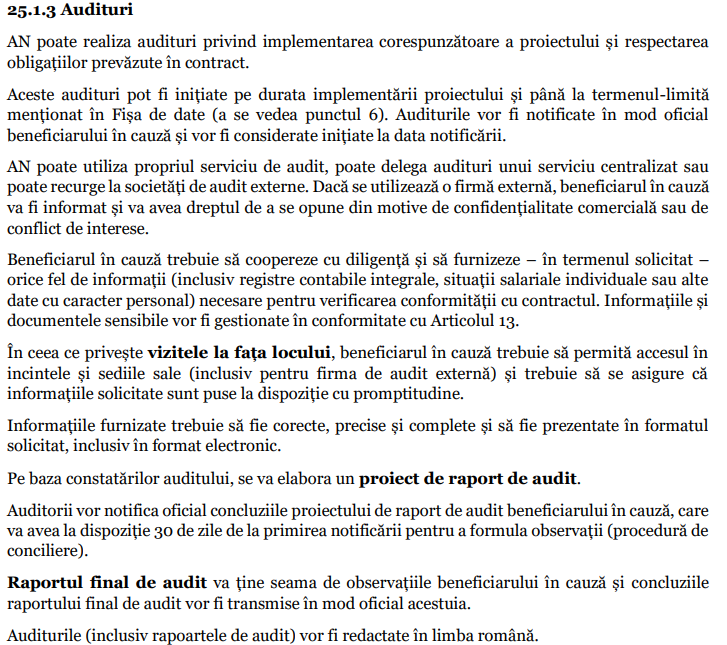 25.1.3 Audituri
AN poate realiza audituri privind implementarea corespunzătoare a proiectului și respectarea
obligațiilor prevăzute în contract.
Aceste audituri pot fi inițiate pe durata implementării proiectului și până la termenul-limită
menționat în Fișa de date (a se vedea punctul 6). Auditurile vor fi notificate în mod oficial
beneficiarului în cauză și vor fi considerate inițiate la data notificării.
AN poate utiliza propriul serviciu de audit, poate delega audituri unui serviciu centralizat sau
poate recurge la societăți de audit externe. Dacă se utilizează o firmă externă, beneficiarul în cauză
va fi informat și va avea dreptul de a se opune din motive de confidențialitate comercială sau de
conflict de interese.
Beneficiarul în cauză trebuie să coopereze cu diligență și să furnizeze – în termenul solicitat –
orice fel de informații (inclusiv registre contabile integrale, situații salariale individuale sau alte
date cu caracter personal) necesare pentru verificarea conformității cu contractul. Informațiile și
documentele sensibile vor fi gestionate în conformitate cu Articolul 13.
În ceea ce privește vizitele la fața locului, beneficiarul în cauză trebuie să permită accesul în
incintele și sediile sale (inclusiv pentru firma de audit externă) și trebuie să se asigure că
informațiile solicitate sunt puse la dispoziție cu promptitudine.
Informațiile furnizate trebuie să fie corecte, precise și complete și să fie prezentate în formatul
solicitat, inclusiv în format electronic.
Pe baza constatărilor auditului, se va elabora un proiect de raport de audit.
Auditorii vor notifica oficial concluziile proiectului de raport de audit beneficiarului în cauză, care
va avea la dispoziție 30 de zile de la primirea notificării pentru a formula observații (procedură de
conciliere).
Raportul final de audit va ține seama de observațiile beneficiarului în cauză și concluziile
raportului final de audit vor fi transmise în mod oficial acestuia.
Auditurile (inclusiv rapoartele de audit) vor fi redactate în limba română.